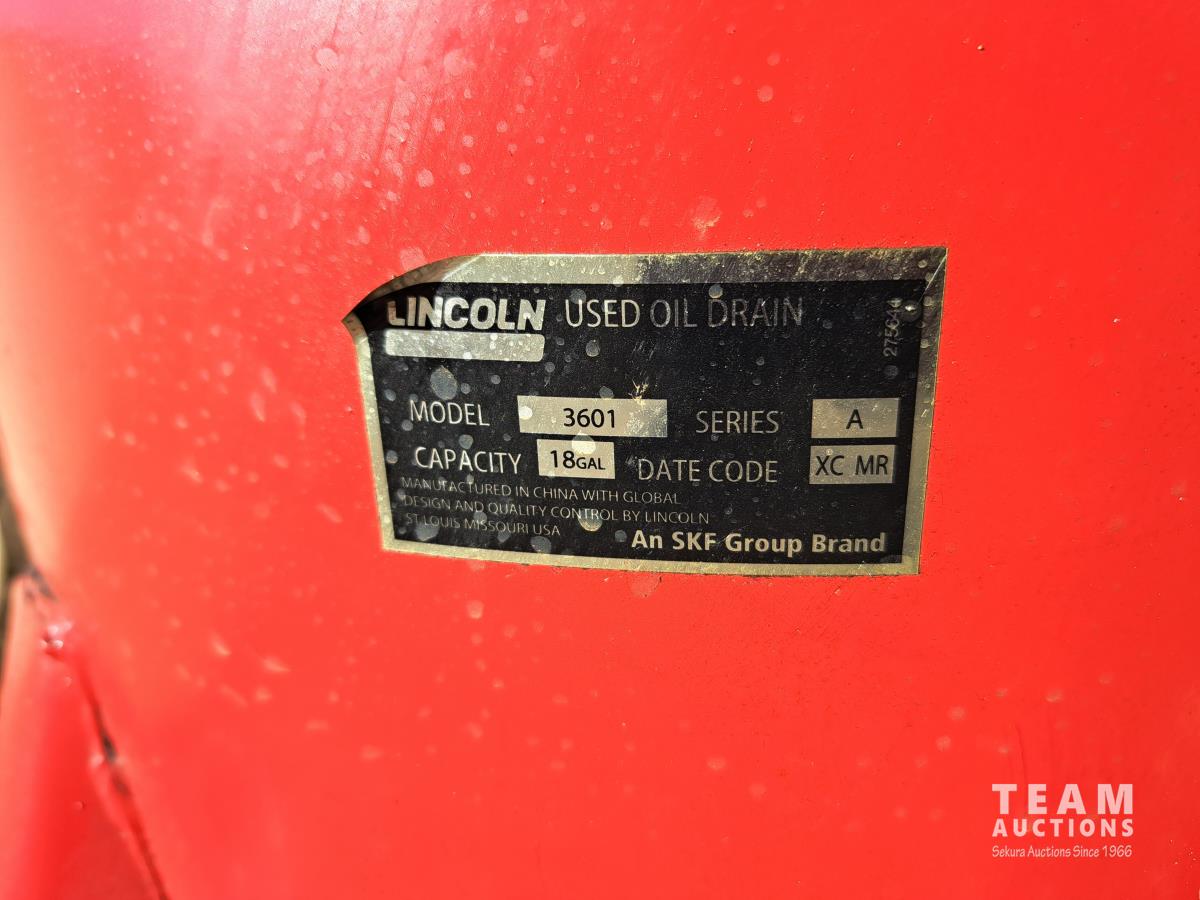 LINCOLN USED OIL DRAIN
275644
MODEL 3601 SERIES A
CAPACITY 18GAL DATE CODE XC MR
MANUFACTURED IN CHINA WITH GLOBAL
DESIGN AND QUALITY CONTROL BY LINCOLN
ST LOUIS MISSOURI USA
An SKF Group Brand
TEAM
AUCTIONS
Sekura Auctions Since 1966